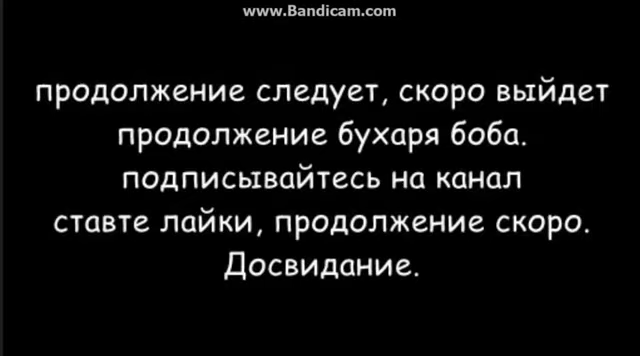 www.Bandicam.com
продолжение следует, скоро выйдет
продолжение бухаря боба.
подписывайтесь на канал
ставте лайки, продолжение скоро.
Досвидание.